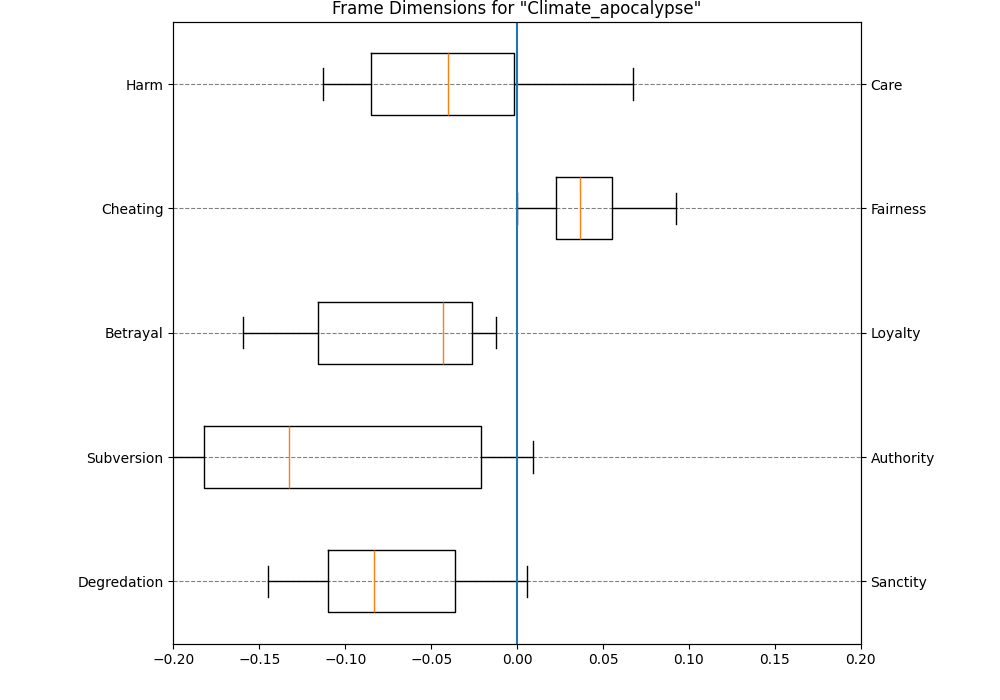 Frame Dimensions for "Climate_apocalypse"
Harm
Care
Cheating
Fairness
Betrayal
Loyalty
Subversion
Authority
Degredation
Sanctity
−0.20 −0.15 −0.10 −0.05 0.00 0.05 0.10 0.15 0.20